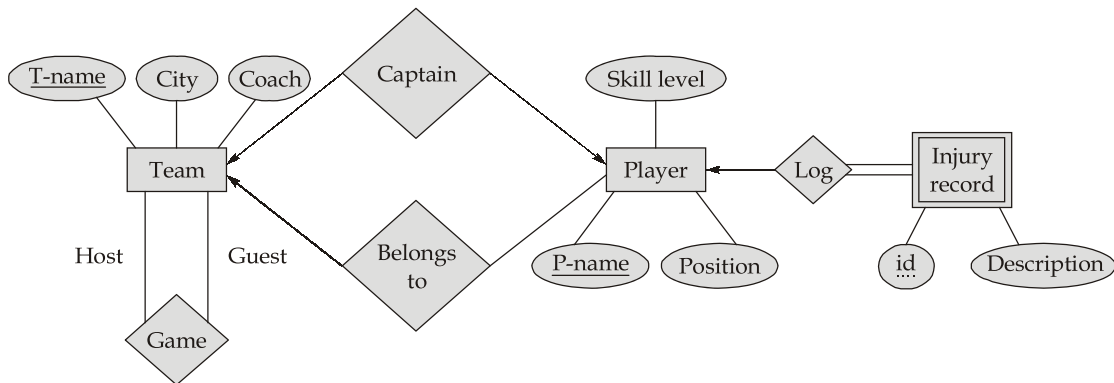 T-name
City
Coach
Captain
Skill level
Team
Player
Log
Injury
record
Host
Guest
Belongs
to
P-name
Position
id
Description
Game